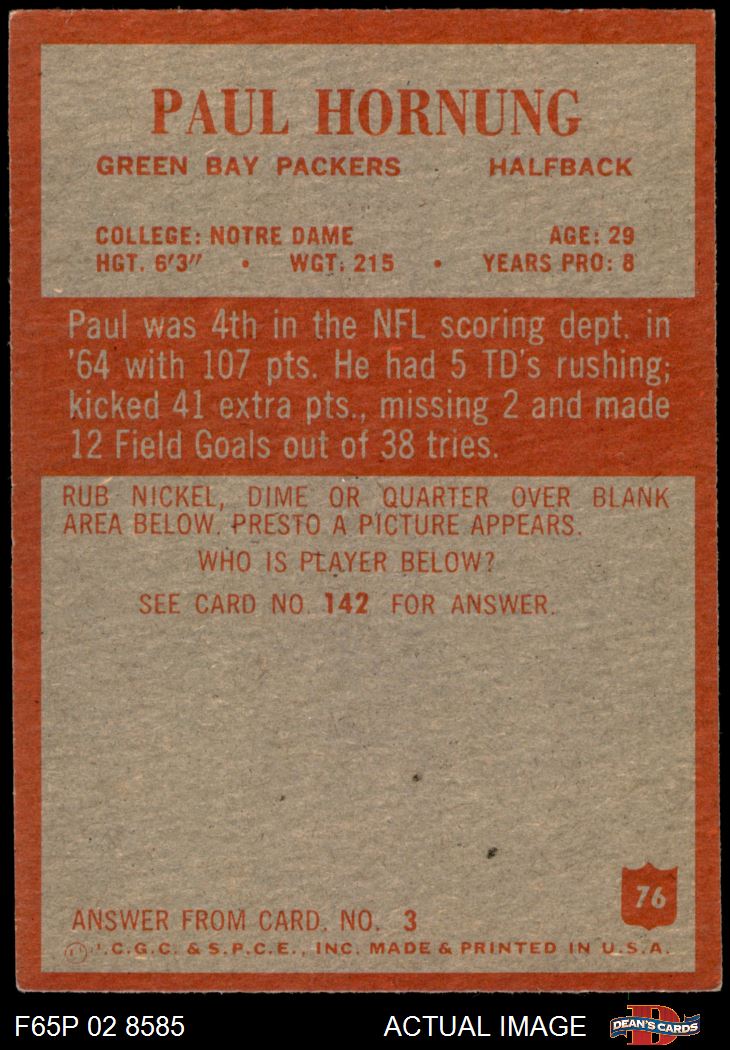 PAUL HORNUNG
GREEN BAY PACKERS HALFBACK
COLLEGE: NOTRE DAME AGE: 29
HGT. 6'3" • WGT: 215 • YEARS PRO: 8
Paul was 4th in the NFL scoring dept. in
'64 with 107 pts. He had 5 TD's rushing;
kicked 41 extra pts., missing 2 and made
12 Field Goals out of 38 tries.
RUB NICKEL, DIME OR QUARTER OVER BLANK
AREA BELOW. PRESTO A PICTURE APPEARS.
WHO IS PLAYER BELOW?
SEE CARD NO. 142 FOR ANSWER.
76
ANSWER FROM CARD. NO. 3
P.C.G.C. & S.P.C.E., INC. MADE & PRINTED IN U.S.A.
F65P 02 8585 ACTUAL IMAGE D DEAN'S CARDS